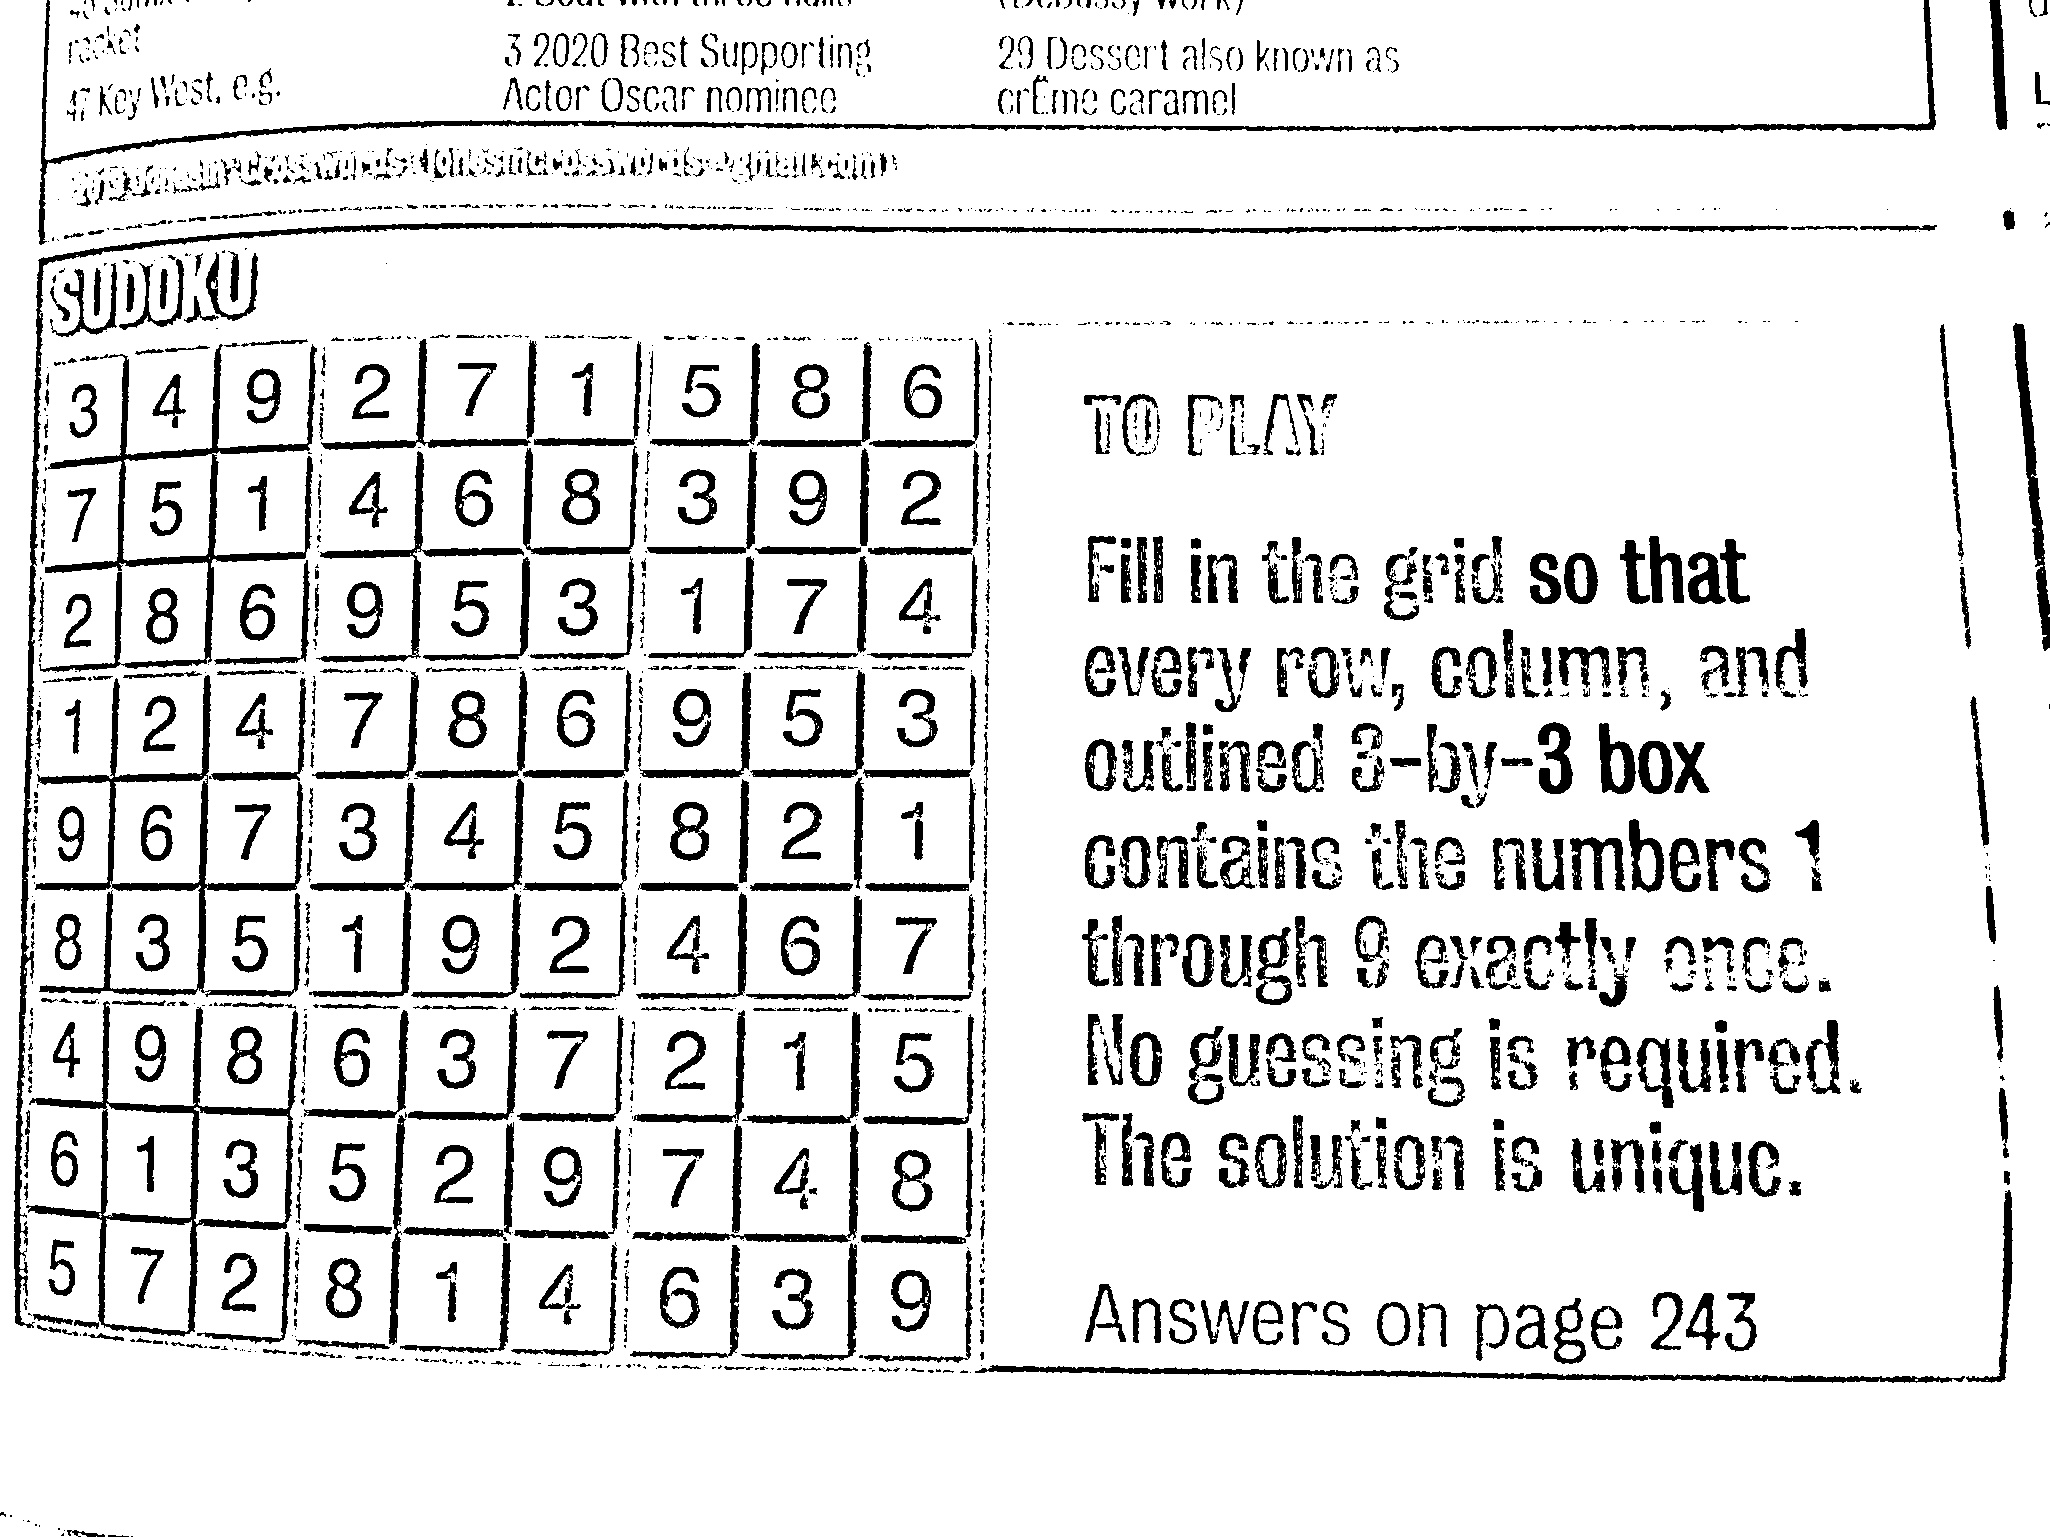 racket
47 Key West, e.g.
3 2020 Best Supporting
Actor Oscar nominee
29 Dessert also known as
crËme caramel
SUDOKU
3 4 9 2 7 1 5 8 6
7 5 1 4 6 8 3 9 2
2 8 6 9 5 3 1 7 4
1 2 4 7 8 6 9 5 3
9 6 7 3 4 5 8 2 1
8 3 5 1 9 2 4 6 7
4 9 8 6 3 7 2 1 5
6 1 3 5 2 9 7 4 8
5 7 2 8 1 4 6 3 9
TO PLAY
Fill in the grid so that
every row, column, and
outlined 3-by-3 box
contains the numbers 1
through 9 exactly once.
No guessing is required.
The solution is unique.
Answers on page 243